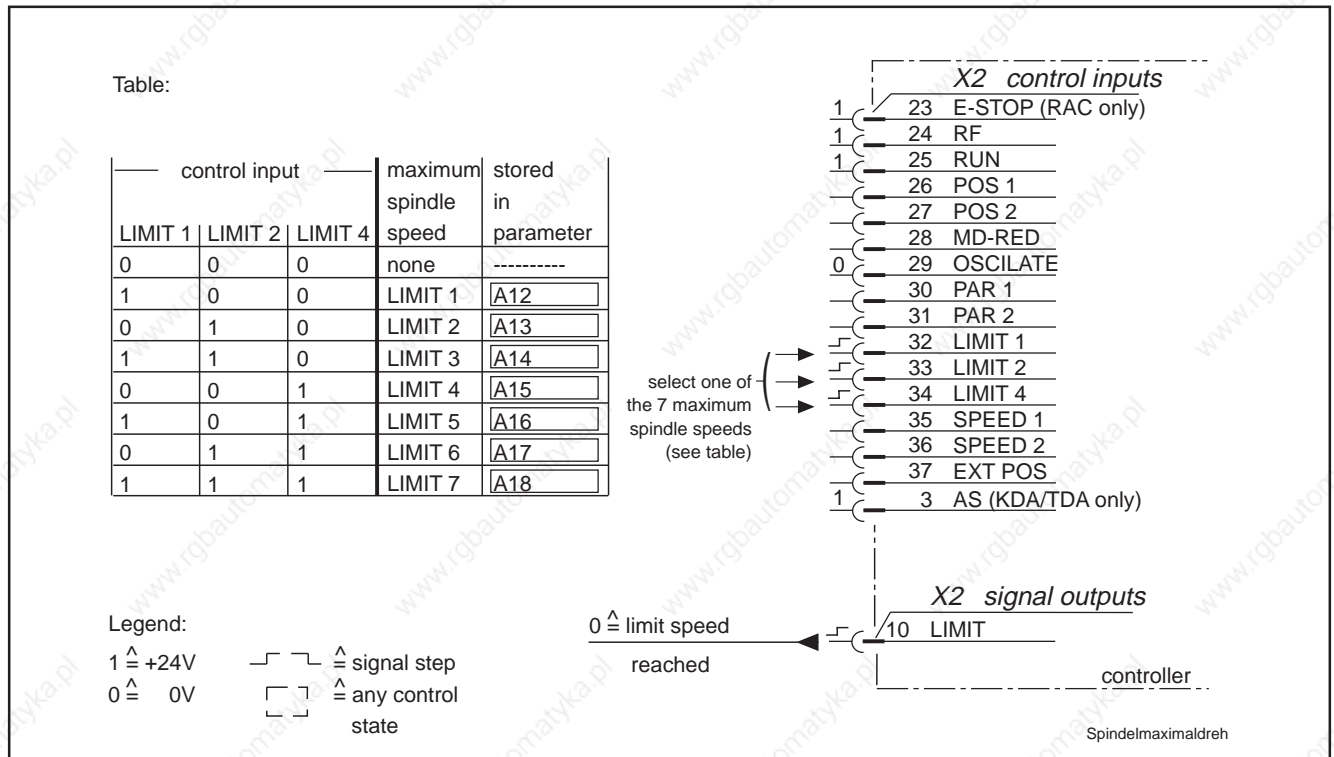 Table:
control input maximum stored
spindle in
LIMIT 1 LIMIT 2 LIMIT 4 speed parameter
0 0 0 none ----------
1 0 0 LIMIT 1 A12
0 1 0 LIMIT 2 A13
1 1 0 LIMIT 3 A14
0 0 1 LIMIT 4 A15
1 0 1 LIMIT 5 A16
0 1 1 LIMIT 6 A17
1 1 1 LIMIT 7 A18
X2 control inputs
1 23 E-STOP (RAC only)
1 24 RF
1 25 RUN
26 POS 1
27 POS 2
28 MD-RED
0 29 OSCILATE
30 PAR 1
31 PAR 2
32 LIMIT 1
33 LIMIT 2
34 LIMIT 4
35 SPEED 1
36 SPEED 2
37 EXT POS
1 3 AS (KDA/TDA only)
select one of
the 7 maximum
spindle speeds
(see table)
X2 signal outputs
10 LIMIT
0 ≙ limit speed
reached
controller
Legend:
1 ≙ +24V
0 ≙ 0V
≙ signal step
≙ any control
state
Spindelmaximaldreh
www.rgbautomatyka.pl